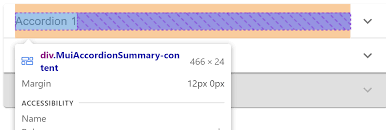 Accordion 1
div.MuiAccordionSummary-con
tent
466 × 24
Margin
12px 0px
ACCESSIBILITY
Name